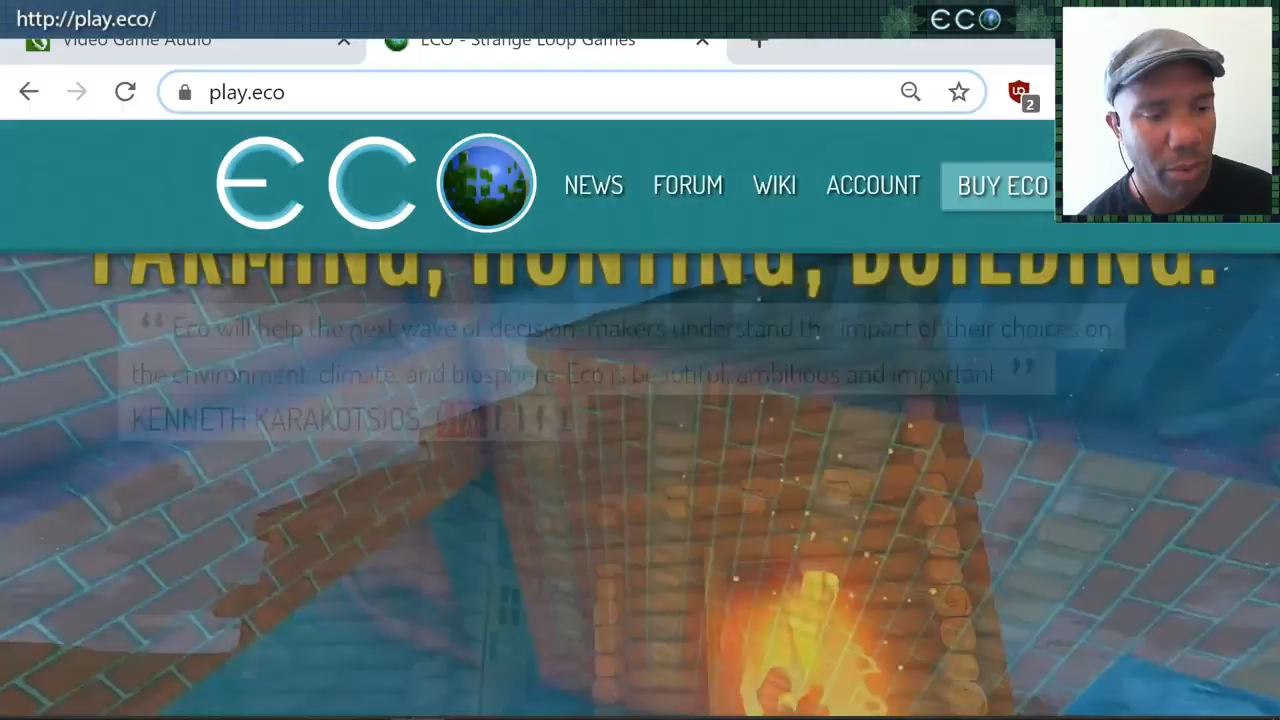 http://play.eco/
ECO
Video Game Audio
ECO - Strange Loop Games
play.eco
2
ECO
NEWS FORUM WIKI ACCOUNT BUY ECO
FARMING, HUNTING, BUILDING.
“ Eco will help the next wave of decision-makers understand the impact of their choices on
the environment, climate, and biosphere. Eco is beautiful, ambitious and important. ”
KENNETH KARAKOTSIOS,